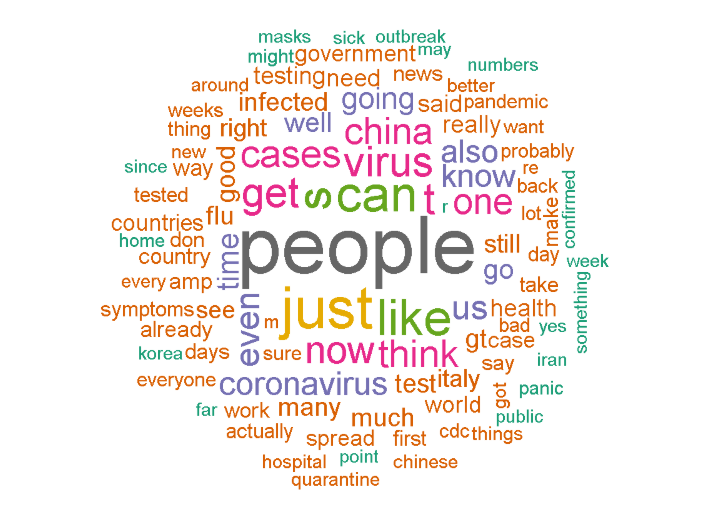 masks sick outbreak
might government may
testing need news numbers
around infected going said better pandemic
weeks well china really want
thing right
cases virus also probably
since new way good get s can t know re back
tested r one lot make confirmed
countries flu
home don time people still day week
country go
every amp take something
symptoms see even just like us health
already m bad yes
korea days sure now think gt case iran
say
everyone coronavirus test italy got panic
far work many much world public
actually spread first cdc things
hospital point chinese
quarantine